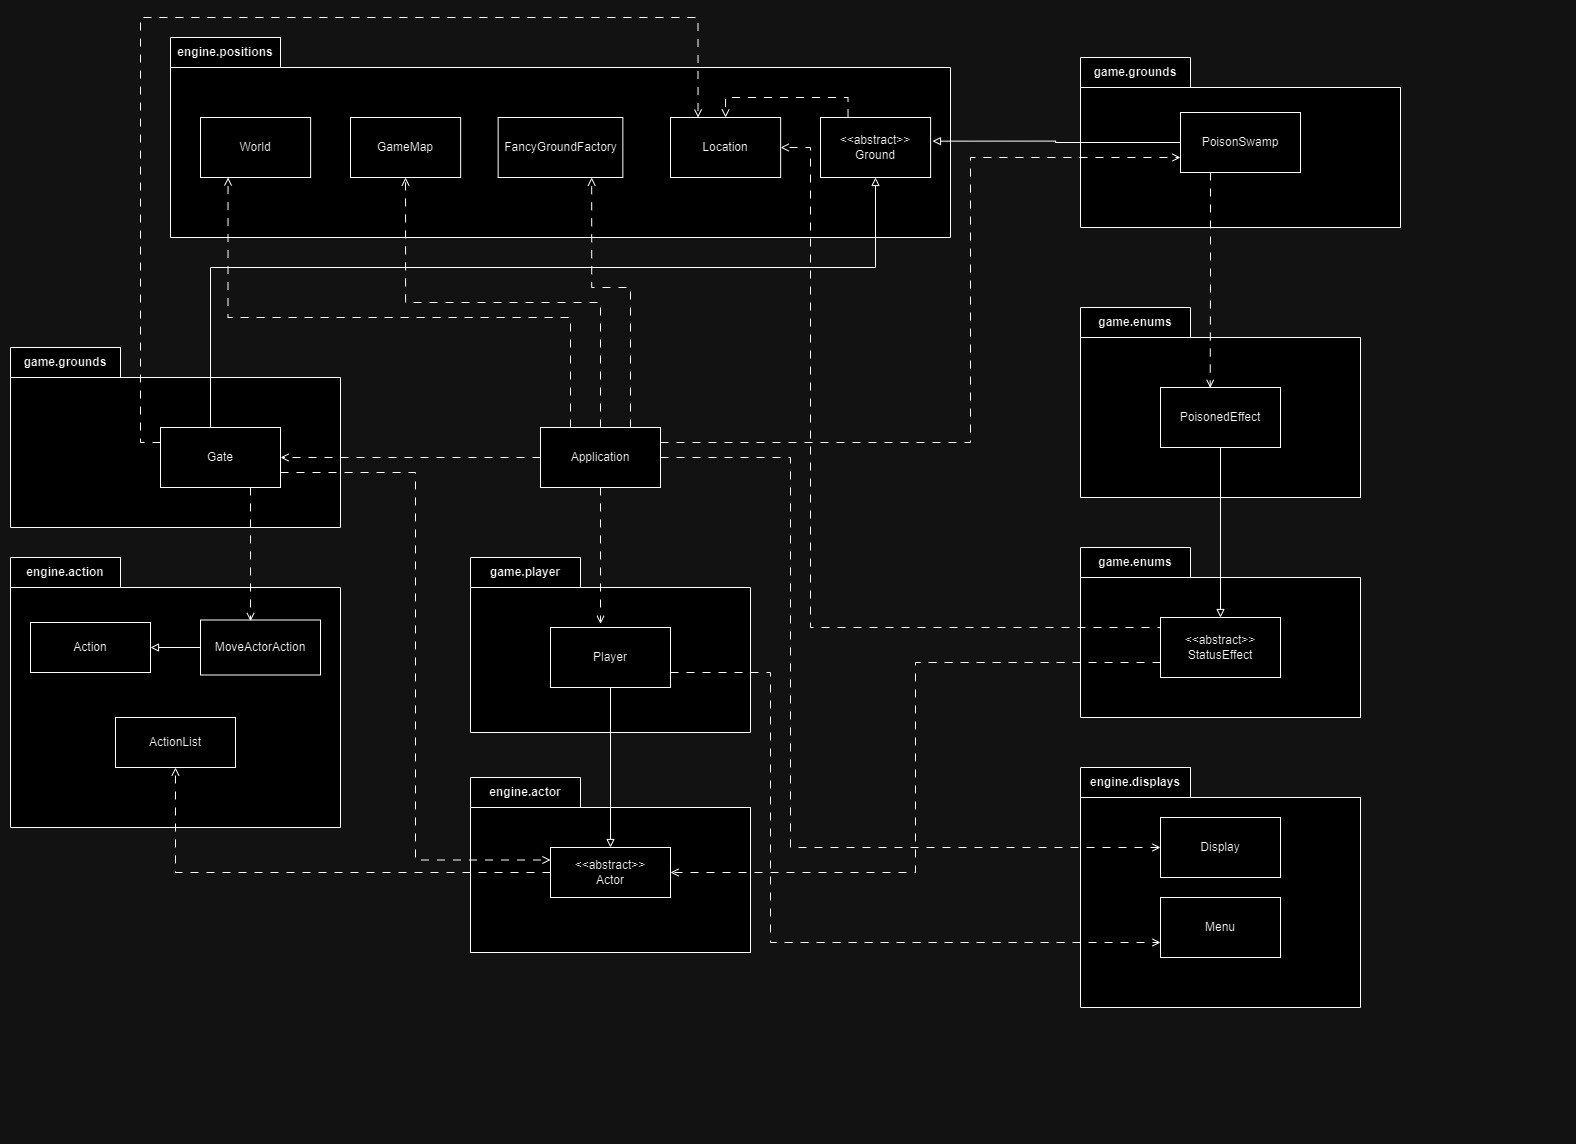 engine.positions
World
GameMap
FancyGroundFactory
Location
<<abstract>>
Ground
game.grounds
PoisonSwamp
game.enums
PoisonedEffect
game.grounds
Gate
Application
engine.action
Action
MoveActorAction
ActionList
game.player
Player
game.enums
<<abstract>>
StatusEffect
engine.actor
<<abstract>>
Actor
engine.displays
Display
Menu